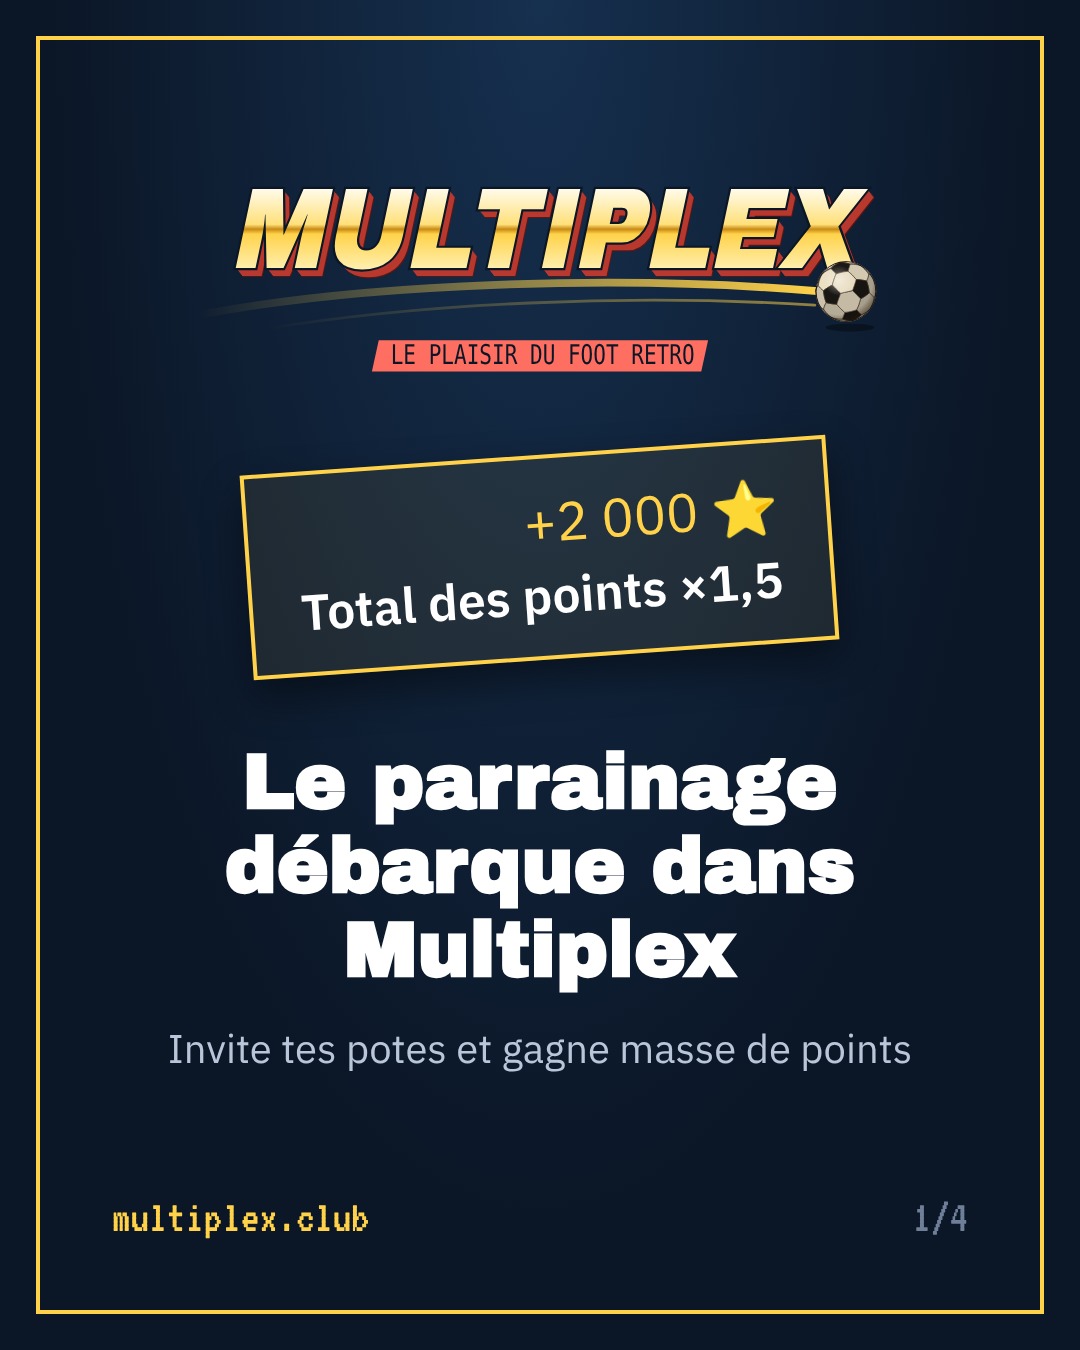 MULTIPLEX
LE PLAISIR DU FOOT RETRO
+2 000 ⭐
Total des points ×1,5
Le parrainage
débarque dans
Multiplex
Invite tes potes et gagne masse de points
multiplex.club
1/4